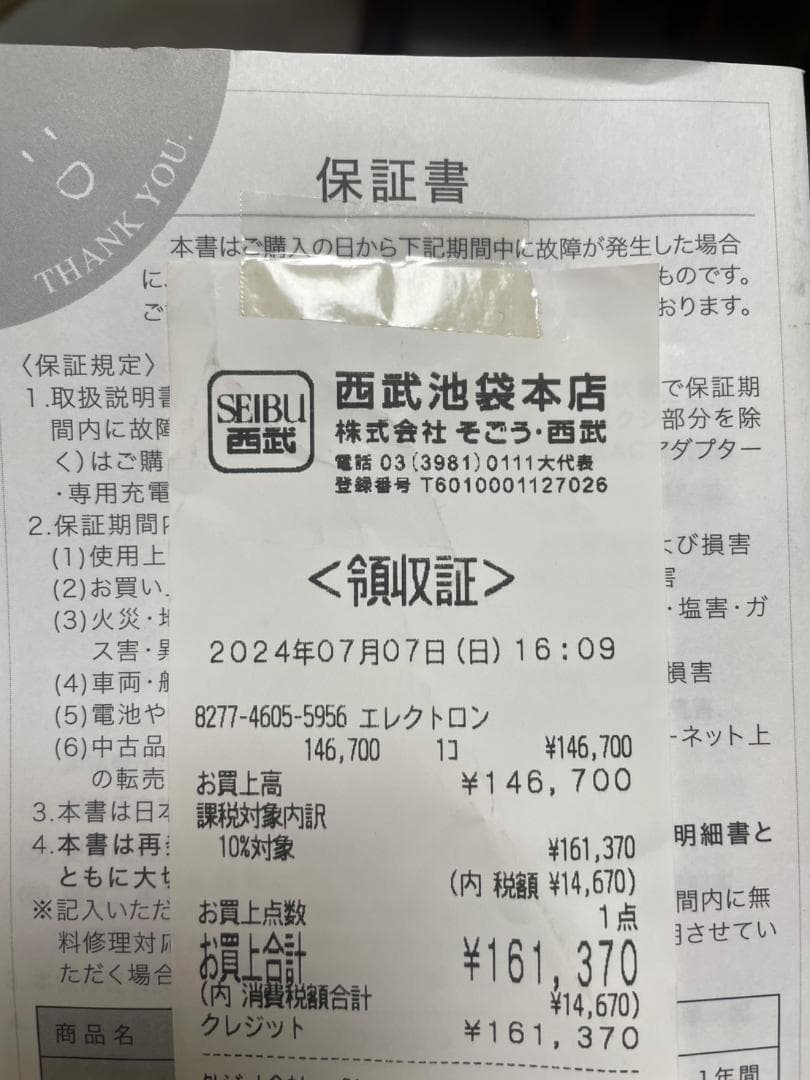 THANK YOU.
保証書
本書はご購入の日から下記期間中に故障が発生した場合
に
ものです。
ご
おります。
〈保証規定〉
1.取扱説明書
で保証期
間内に故障
部分を除
く)はご購
アダプター
・専用充電
2.保証期間内
(1)使用上
よび損害
(2)お買い
害
(3)火災・地
・塩害・ガ
ス害・異
(4)車両・船
損害
(5)電池や
(6)中古品
ーネット上
の転売
3.本書は日本
4.本書は再発
明細書と
ともに大切
間内に無
※記入いただ
用させてい
料修理対応
ただく場合
商品名
1年間
SEIBU
西武
西武池袋本店
株式会社 そごう・西武
電話 03(3981)0111大代表
登録番号 T6010001127026
<領収証>
2024年07月07日(日) 16:09
8277-4605-5956 エレクトロン
146,700 1コ ¥146,700
お買上高 ¥146,700
課税対象内訳
10%対象 ¥161,370
(内 税額 ¥14,670)
お買上点数 1点
お買上合計 ¥161,370
(内 消費税額合計 ¥14,670)
クレジット ¥161,370